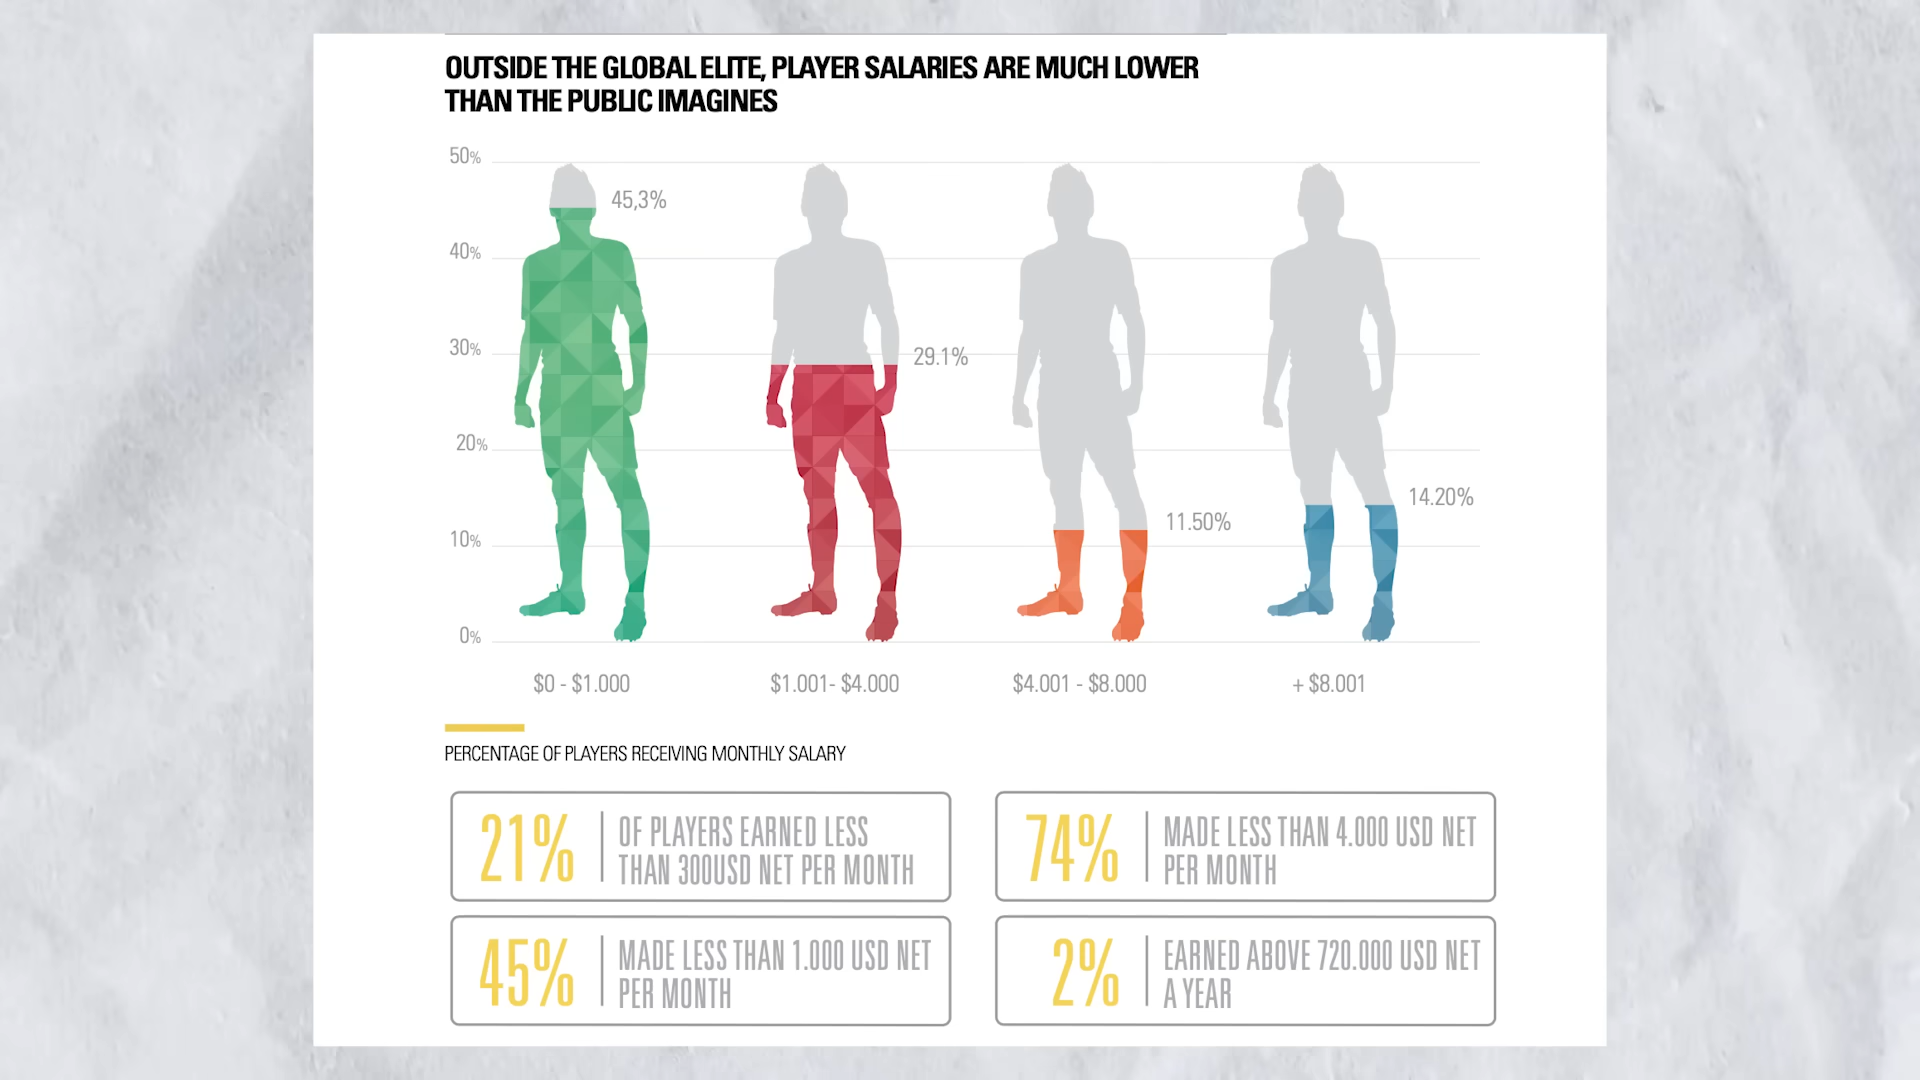 OUTSIDE THE GLOBAL ELITE, PLAYER SALARIES ARE MUCH LOWER
THAN THE PUBLIC IMAGINES
50%
45,3%
40%
30%
29.1%
20%
14.20%
11.50%
10%
0%
$0 - $1.000
$1.001- $4.000
$4.001 - $8.000
+ $8.001
PERCENTAGE OF PLAYERS RECEIVING MONTHLY SALARY
21%
OF PLAYERS EARNED LESS
THAN 300USD NET PER MONTH
74%
MADE LESS THAN 4.000 USD NET
PER MONTH
45%
MADE LESS THAN 1.000 USD NET
PER MONTH
2%
EARNED ABOVE 720.000 USD NET
A YEAR